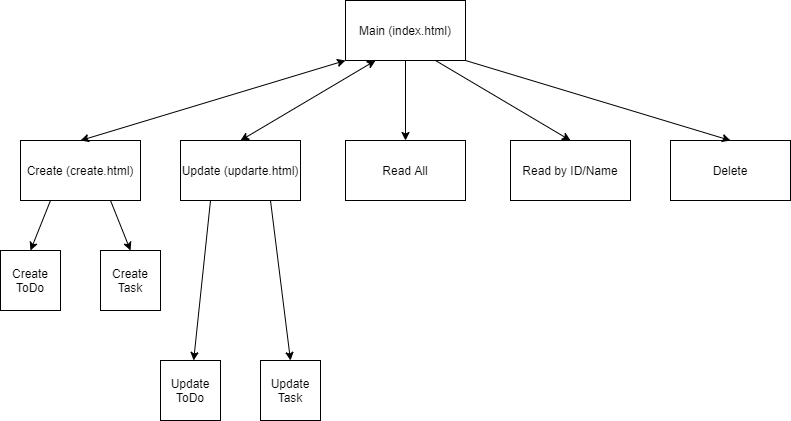 Main (index.html)
Create (create.html)
Update (updarte.html)
Read All
Read by ID/Name
Delete
Create
ToDo
Create
Task
Update
ToDo
Update
Task